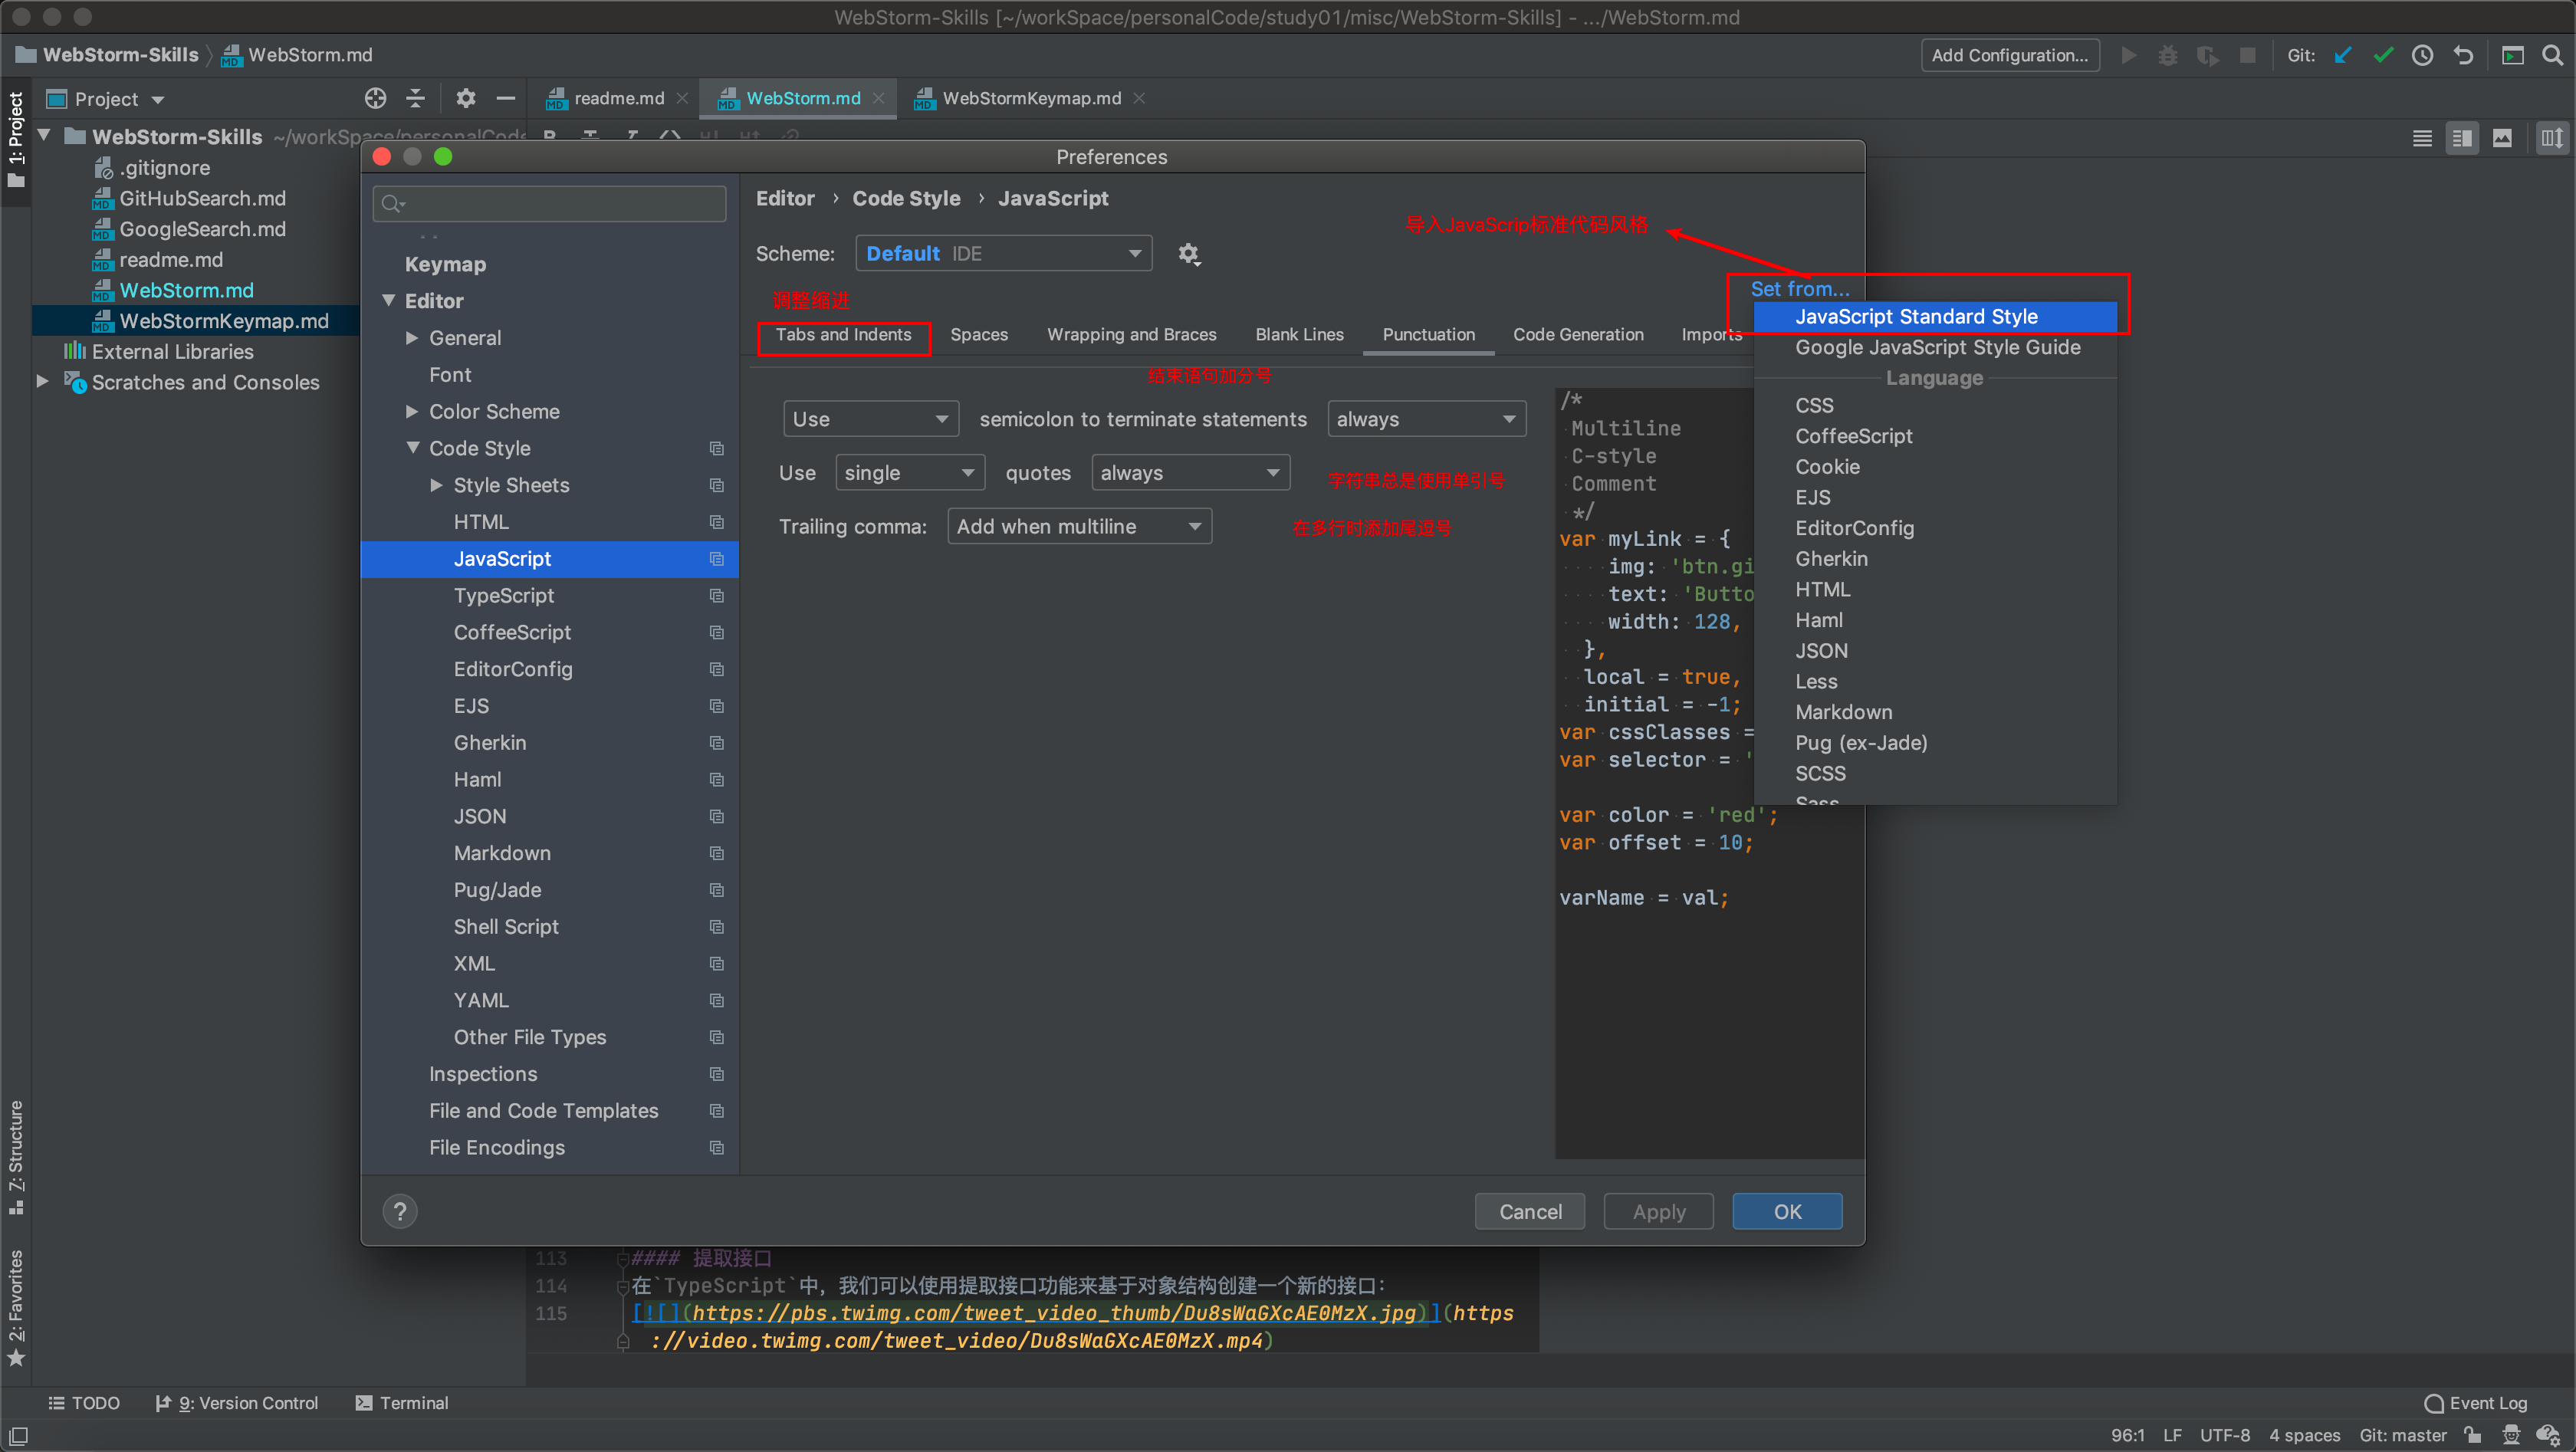 WebStorm-Skills [~/workSpace/personalCode/study01/misc/WebStorm-Skills] - .../WebStorm.md
WebStorm-Skills
WebStorm.md
Add Configuration...
Git:
1: Project
Project
readme.md
WebStorm.md
WebStormKeymap.md
WebStorm-Skills ~/workSpace/personalCode
.gitignore
GitHubSearch.md
GoogleSearch.md
readme.md
WebStorm.md
WebStormKeymap.md
External Libraries
Scratches and Consoles
Preferences
Keymap
Editor
General
Font
Color Scheme
Code Style
Style Sheets
HTML
JavaScript
TypeScript
CoffeeScript
EditorConfig
EJS
Gherkin
Haml
JSON
Markdown
Pug/Jade
Shell Script
XML
YAML
Other File Types
Inspections
File and Code Templates
File Encodings
Editor › Code Style › JavaScript
导入JavaScrip标准代码风格
Scheme: Default IDE
Set from...
调整缩进
Tabs and Indents Spaces Wrapping and Braces Blank Lines Punctuation Code Generation Imports
结束语句加分号
Use semicolon to terminate statements always
Use single quotes always
字符串总是使用单引号
Trailing comma: Add when multiline
在多行时添加尾逗号
/*
Multiline
C-style
Comment
*/
var myLink = {
img: 'btn.gi
text: 'Butto
width: 128,
},
local = true,
initial = -1;
var cssClasses =
var selector = '
var color = 'red';
var offset = 10;
varName = val;
JavaScript Standard Style
Google JavaScript Style Guide
Language
CSS
CoffeeScript
Cookie
EJS
EditorConfig
Gherkin
HTML
Haml
JSON
Less
Markdown
Pug (ex-Jade)
SCSS
Sass
?
Cancel
Apply
OK
113 #### 提取接口
114 在`TypeScript`中，我们可以使用提取接口功能来基于对象结构创建一个新的接口：
115 [![](https://pbs.twimg.com/tweet_video_thumb/Du8sWaGXcAE0MzX.jpg)](https
://video.twimg.com/tweet_video/Du8sWaGXcAE0MzX.mp4)
Z: Structure
2: Favorites
TODO
9: Version Control
Terminal
Event Log
96:1 LF UTF-8 4 spaces Git: master